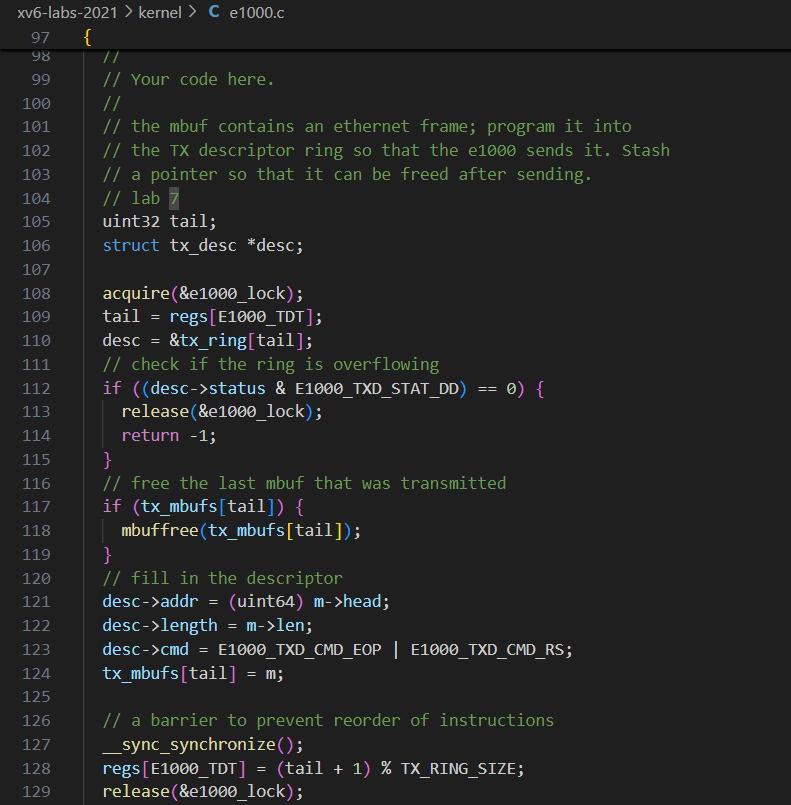 xv6-labs-2021 > kernel > C e1000.c
97 {
98 //
99 // Your code here.
100 //
101 // the mbuf contains an ethernet frame; program it into
102 // the TX descriptor ring so that the e1000 sends it. Stash
103 // a pointer so that it can be freed after sending.
104 // lab 7
105 uint32 tail;
106 struct tx_desc *desc;
107
108 acquire(&e1000_lock);
109 tail = regs[E1000_TDT];
110 desc = &tx_ring[tail];
111 // check if the ring is overflowing
112 if ((desc->status & E1000_TXD_STAT_DD) == 0) {
113 release(&e1000_lock);
114 return -1;
115 }
116 // free the last mbuf that was transmitted
117 if (tx_mbufs[tail]) {
118 mbuffree(tx_mbufs[tail]);
119 }
120 // fill in the descriptor
121 desc->addr = (uint64) m->head;
122 desc->length = m->len;
123 desc->cmd = E1000_TXD_CMD_EOP | E1000_TXD_CMD_RS;
124 tx_mbufs[tail] = m;
125
126 // a barrier to prevent reorder of instructions
127 __sync_synchronize();
128 regs[E1000_TDT] = (tail + 1) % TX_RING_SIZE;
129 release(&e1000_lock);